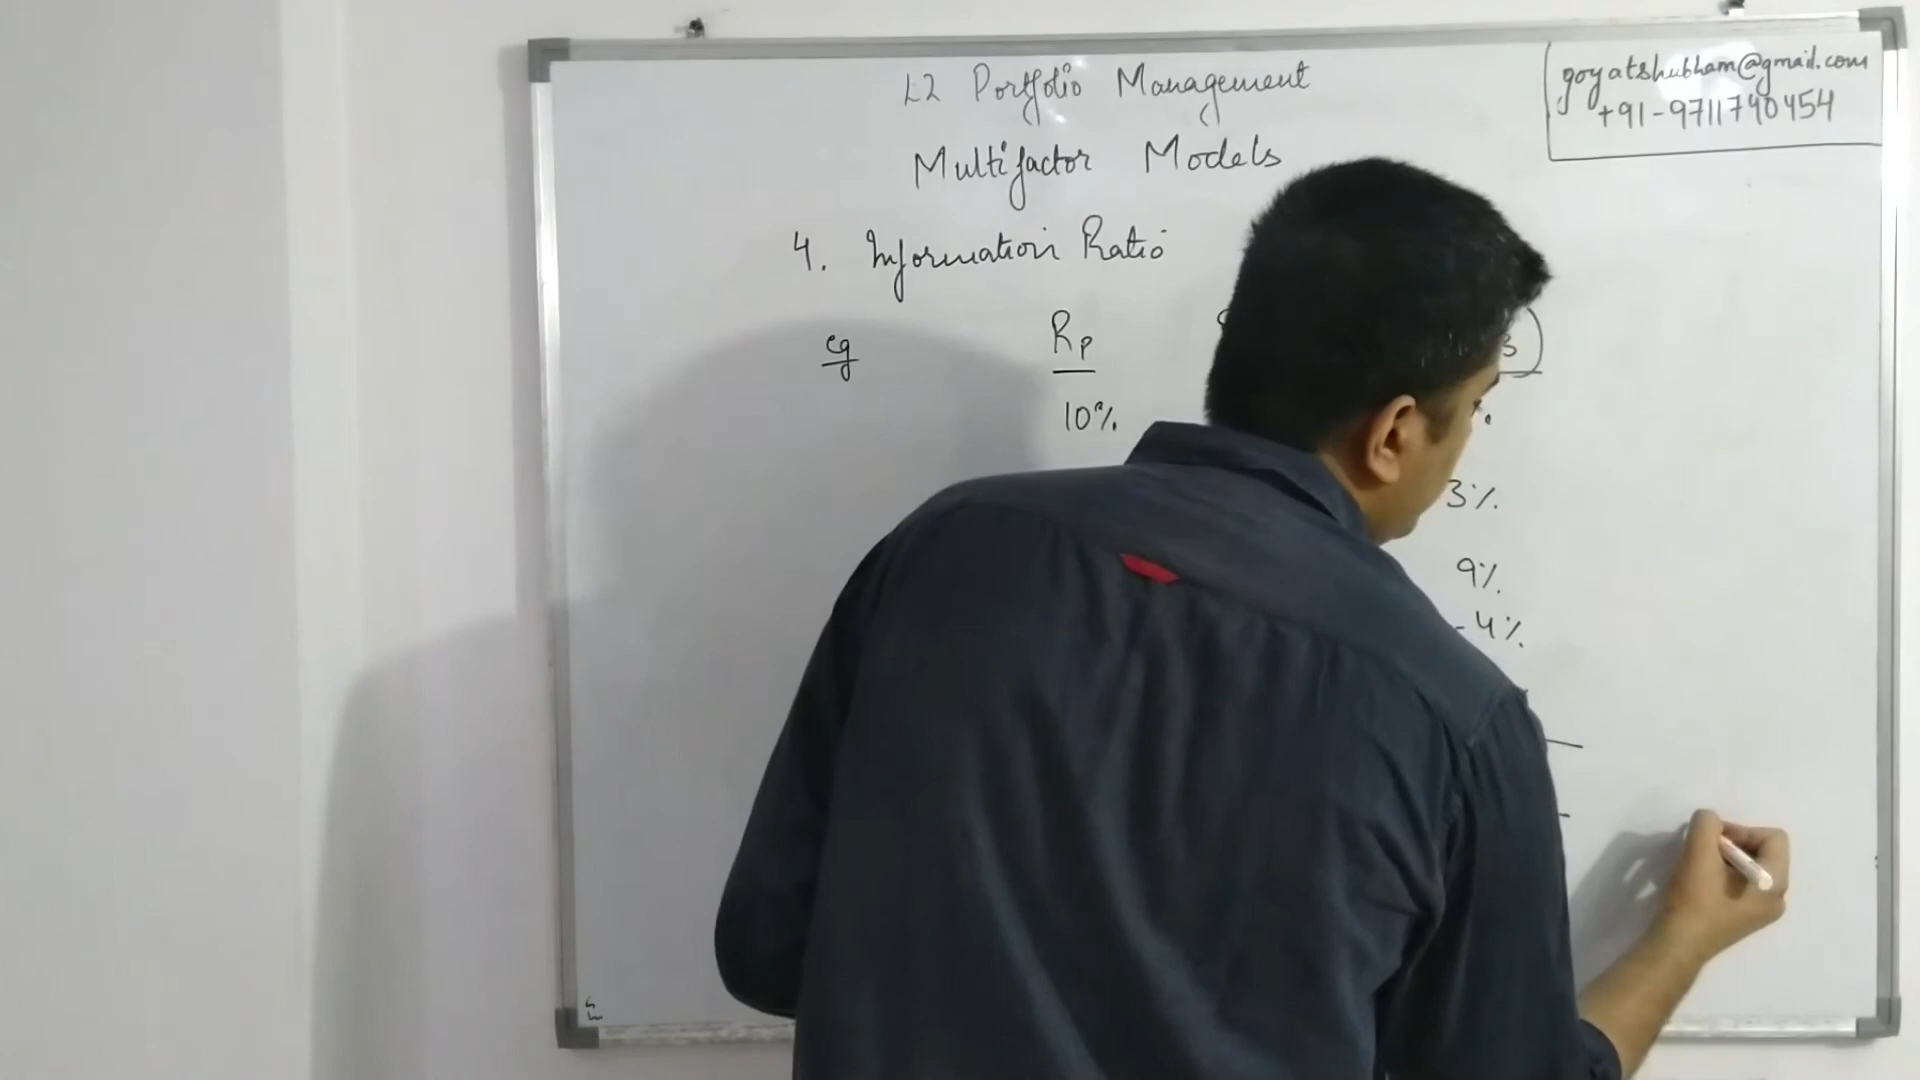 L2 Portfolio Management
goyatshubham@gmail.com
+91-9711740454
Multifactor Models
4. Information Ratio
eg Rp
10%
3%
9%
-4%